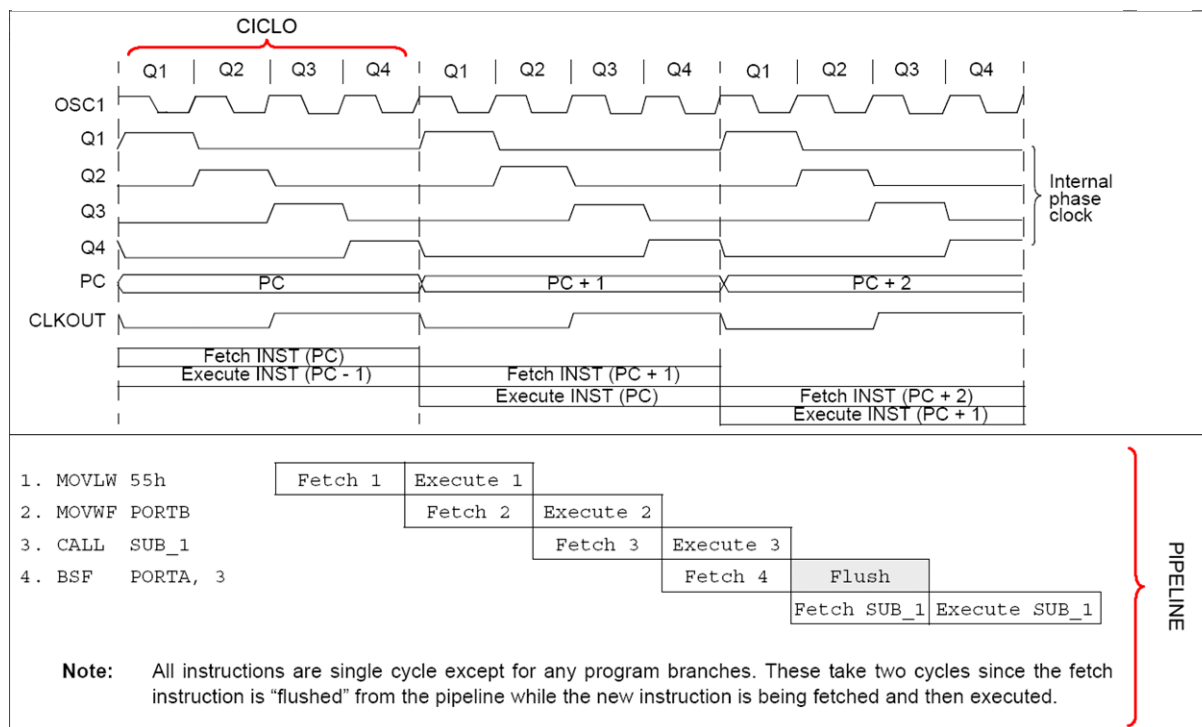 CICLO
Q1 Q2 Q3 Q4 Q1 Q2 Q3 Q4 Q1 Q2 Q3 Q4
OSC1
Q1
Q2
Q3
Q4
Internal
phase
clock
PC PC PC + 1 PC + 2
CLKOUT
Fetch INST (PC)
Execute INST (PC - 1) Fetch INST (PC + 1)
Execute INST (PC) Fetch INST (PC + 2)
Execute INST (PC + 1)
1. MOVLW 55h Fetch 1 Execute 1
2. MOVWF PORTB Fetch 2 Execute 2
3. CALL SUB_1 Fetch 3 Execute 3
4. BSF PORTA, 3 Fetch 4 Flush
Fetch SUB_1 Execute SUB_1
PIPELINE
Note: All instructions are single cycle except for any program branches. These take two cycles since the fetch
instruction is “flushed” from the pipeline while the new instruction is being fetched and then executed.